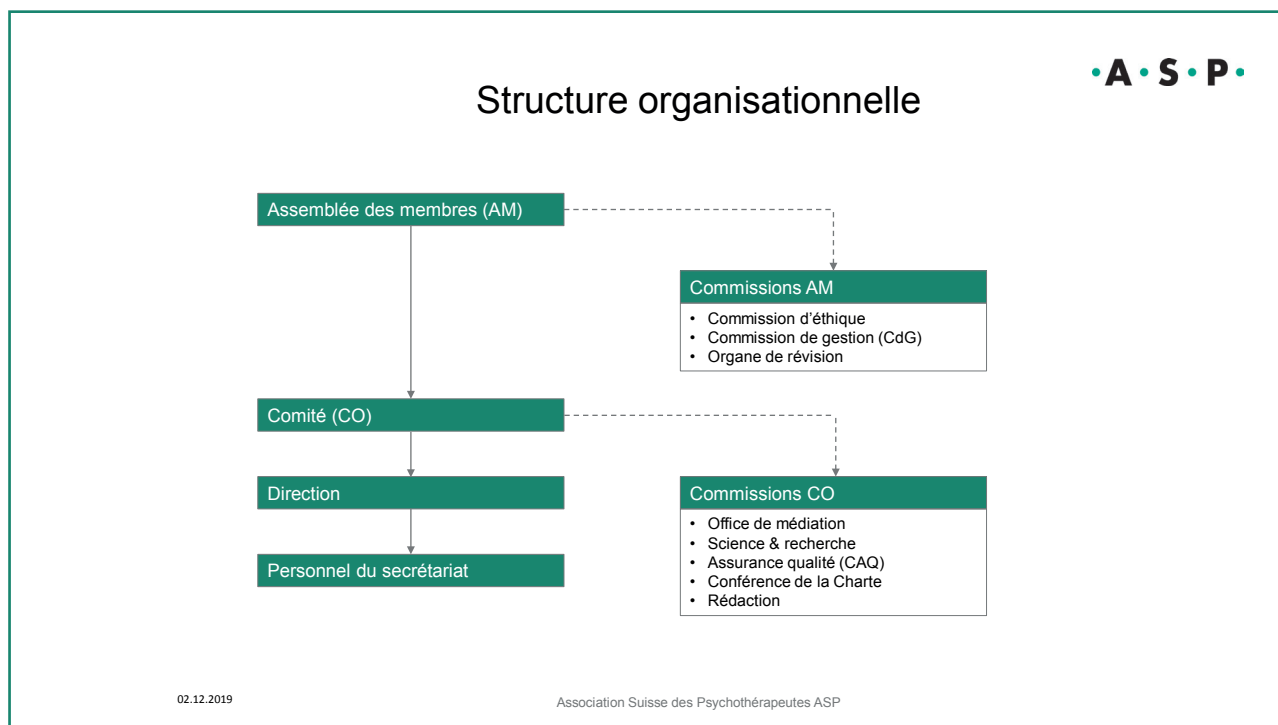 ·A·S·P·
Structure organisationnelle
Assemblée des membres (AM)
Commissions AM
• Commission d’éthique
• Commission de gestion (CdG)
• Organe de révision
Comité (CO)
Direction
Personnel du secrétariat
Commissions CO
• Office de médiation
• Science & recherche
• Assurance qualité (CAQ)
• Conférence de la Charte
• Rédaction
02.12.2019
Association Suisse des Psychothérapeutes ASP